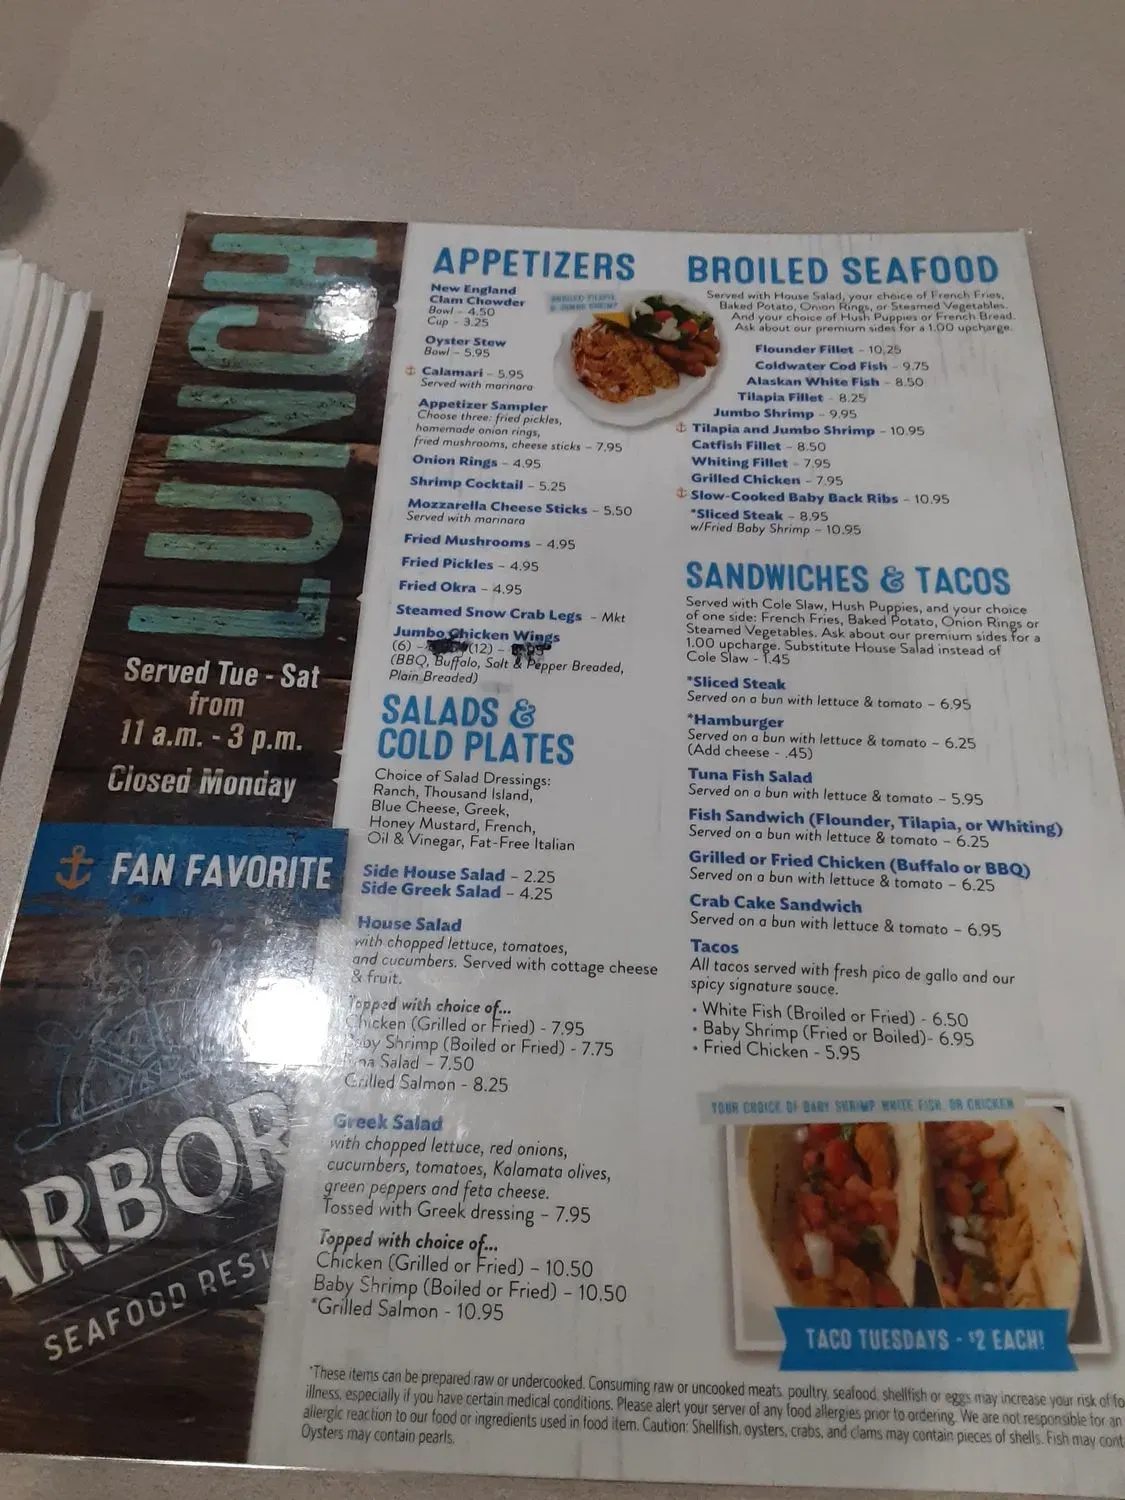 LUNCH
Served Tue - Sat
from
11 a.m. - 3 p.m.
Closed Monday
FAN FAVORITE
ARBOR
SEAFOOD REST
APPETIZERS
New England
Clam Chowder
Bowl - 4.50
Cup - 3.25
Oyster Stew
Bowl - 5.95
Calamari - 5.95
Served with marinara
Appetizer Sampler
Choose three: fried pickles,
homemade onion rings,
fried mushrooms, cheese sticks - 7.95
Onion Rings - 4.95
Shrimp Cocktail - 5.25
Mozzarella Cheese Sticks - 5.50
Served with marinara
Fried Mushrooms - 4.95
Fried Pickles - 4.95
Fried Okra - 4.95
Steamed Snow Crab Legs - Mkt
Jumbo Chicken Wings
(6) - (12) -
(BBQ, Buffalo, Salt & Pepper Breaded,
Plain Breaded)
BROILED TILAPIA
& JUMBO SHRIMP
SALADS &
COLD PLATES
Choice of Salad Dressings:
Ranch, Thousand Island,
Blue Cheese, Greek,
Honey Mustard, French,
Oil & Vinegar, Fat-Free Italian
Side House Salad - 2.25
Side Greek Salad - 4.25
House Salad
with chopped lettuce, tomatoes,
and cucumbers. Served with cottage cheese
& fruit.
Topped with choice of...
Chicken (Grilled or Fried) - 7.95
Baby Shrimp (Boiled or Fried) - 7.75
Tuna Salad - 7.50
Grilled Salmon - 8.25
Greek Salad
with chopped lettuce, red onions,
cucumbers, tomatoes, Kalamata olives,
green peppers and feta cheese.
Tossed with Greek dressing - 7.95
Topped with choice of...
Chicken (Grilled or Fried) - 10.50
Baby Shrimp (Boiled or Fried) - 10.50
*Grilled Salmon - 10.95
BROILED SEAFOOD
Served with House Salad, your choice of French Fries,
Baked Potato, Onion Rings, or Steamed Vegetables.
And your choice of Hush Puppies or French Bread.
Ask about our premium sides for a 1.00 upcharge.
Flounder Fillet - 10.25
Coldwater Cod Fish - 9.75
Alaskan White Fish - 8.50
Tilapia Fillet - 8.25
Jumbo Shrimp - 9.95
Tilapia and Jumbo Shrimp - 10.95
Catfish Fillet - 8.50
Whiting Fillet - 7.95
Grilled Chicken - 7.95
Slow-Cooked Baby Back Ribs - 10.95
*Sliced Steak - 8.95
w/Fried Baby Shrimp - 10.95
SANDWICHES & TACOS
Served with Cole Slaw, Hush Puppies, and your choice
of one side: French Fries, Baked Potato, Onion Rings or
Steamed Vegetables. Ask about our premium sides for a
1.00 upcharge. Substitute House Salad instead of
Cole Slaw - 1.45
*Sliced Steak
Served on a bun with lettuce & tomato - 6.95
*Hamburger
Served on a bun with lettuce & tomato - 6.25
(Add cheese - .45)
Tuna Fish Salad
Served on a bun with lettuce & tomato - 5.95
Fish Sandwich (Flounder, Tilapia, or Whiting)
Served on a bun with lettuce & tomato - 6.25
Grilled or Fried Chicken (Buffalo or BBQ)
Served on a bun with lettuce & tomato - 6.25
Crab Cake Sandwich
Served on a bun with lettuce & tomato - 6.95
Tacos
All tacos served with fresh pico de gallo and our
spicy signature sauce.
• White Fish (Broiled or Fried) - 6.50
• Baby Shrimp (Fried or Boiled)- 6.95
• Fried Chicken - 5.95
YOUR CHOICE OF BABY SHRIMP, WHITE FISH, OR CHICKEN
TACO TUESDAYS - $2 EACH!
*These items can be prepared raw or undercooked. Consuming raw or uncooked meats, poultry, seafood, shellfish or eggs may increase your risk of fo
illness, especially if you have certain medical conditions. Please alert your server of any food allergies prior to ordering. We are not responsible for an
allergic reaction to our food or ingredients used in food item. Caution: Shellfish, oysters, crabs, and clams may contain pieces of shells. Fish may cont
Oysters may contain pearls.